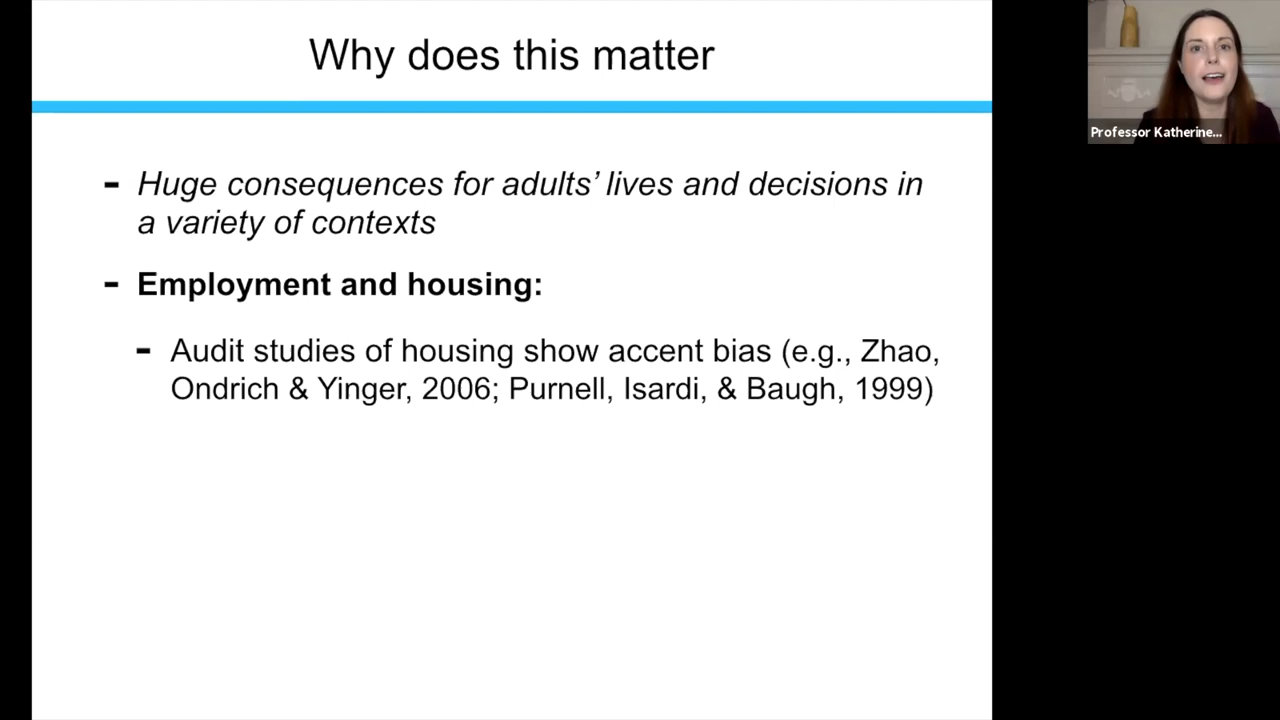 Why does this matter
- Huge consequences for adults’ lives and decisions in
a variety of contexts
- Employment and housing:
- Audit studies of housing show accent bias (e.g., Zhao,
Ondrich & Yinger, 2006; Purnell, Isardi, & Baugh, 1999)
Professor Katherine...